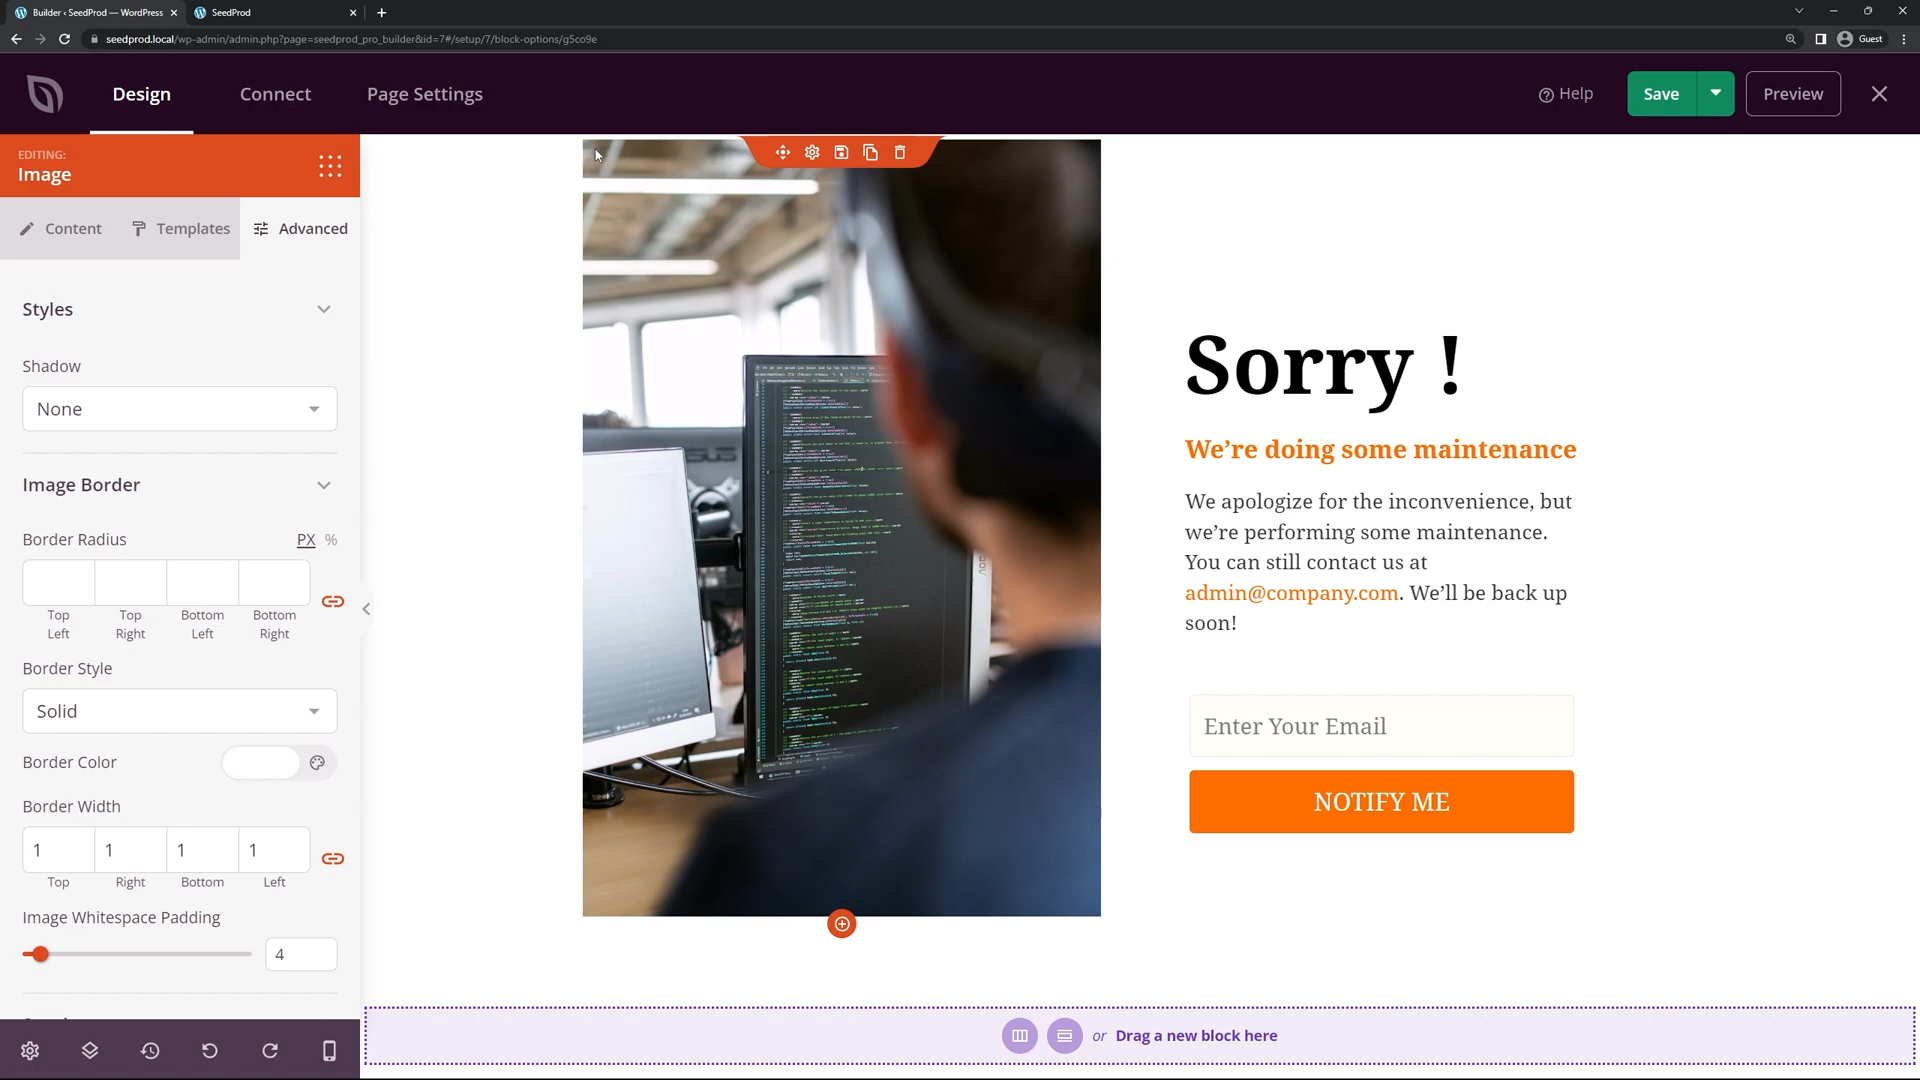 Builder ‹ SeedProd — WordPress
SeedProd
seedprod.local/wp-admin/admin.php?page=seedprod_pro_builder&id=7#/setup/7/block-options/g5co9e
Guest
Design
Connect
Page Settings
Help
Save
Preview
EDITING:
Image
Content
Templates
Advanced
Styles
Shadow
None
Image Border
Border Radius
PX %
Top Left
Top Right
Bottom Left
Bottom Right
Border Style
Solid
Border Color
Border Width
1 1 1 1
Top Right Bottom Left
Image Whitespace Padding
4
Sorry !
We’re doing some maintenance
We apologize for the inconvenience, but
we’re performing some maintenance.
You can still contact us at
admin@company.com. We’ll be back up
soon!
Enter Your Email
NOTIFY ME
or Drag a new block here